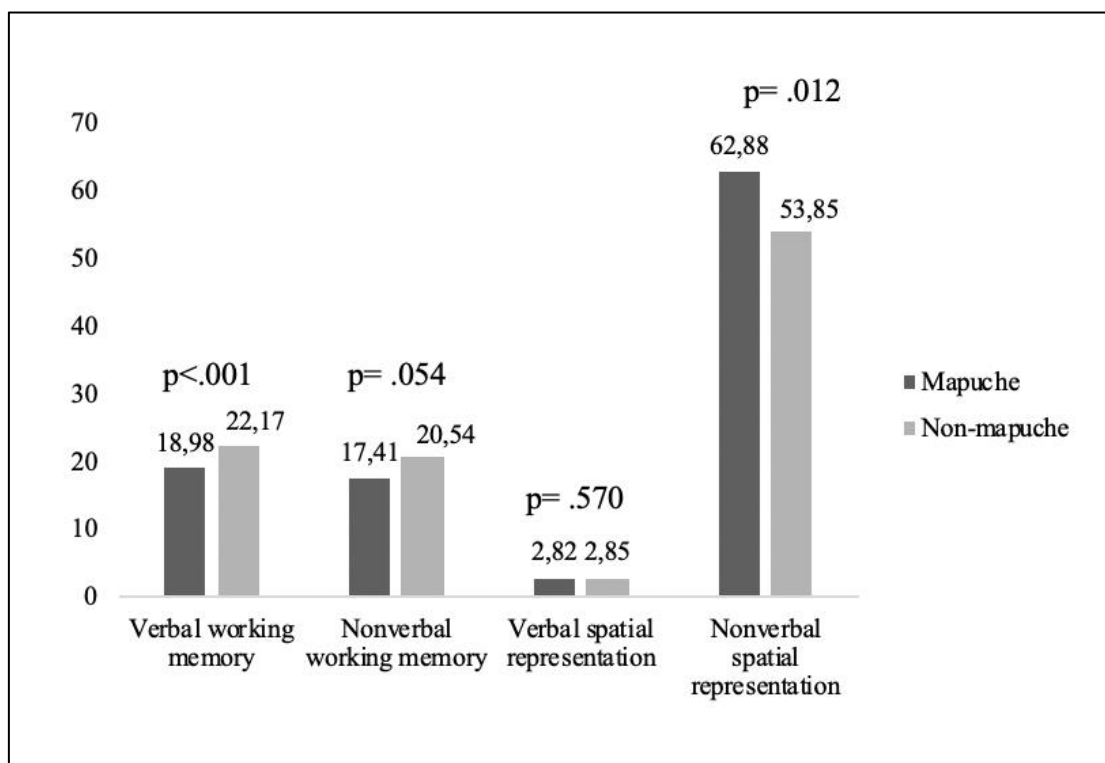 p= .012
70
62,88
60
53,85
50
40
p<.001
p= .054
30
22,17
20,54
18,98
17,41
20
p= .570
10
2,82
2,85
0
Mapuche
Non-mapuche
Verbal working
memory
Nonverbal
working memory
Verbal spatial
representation
Nonverbal
spatial
representation